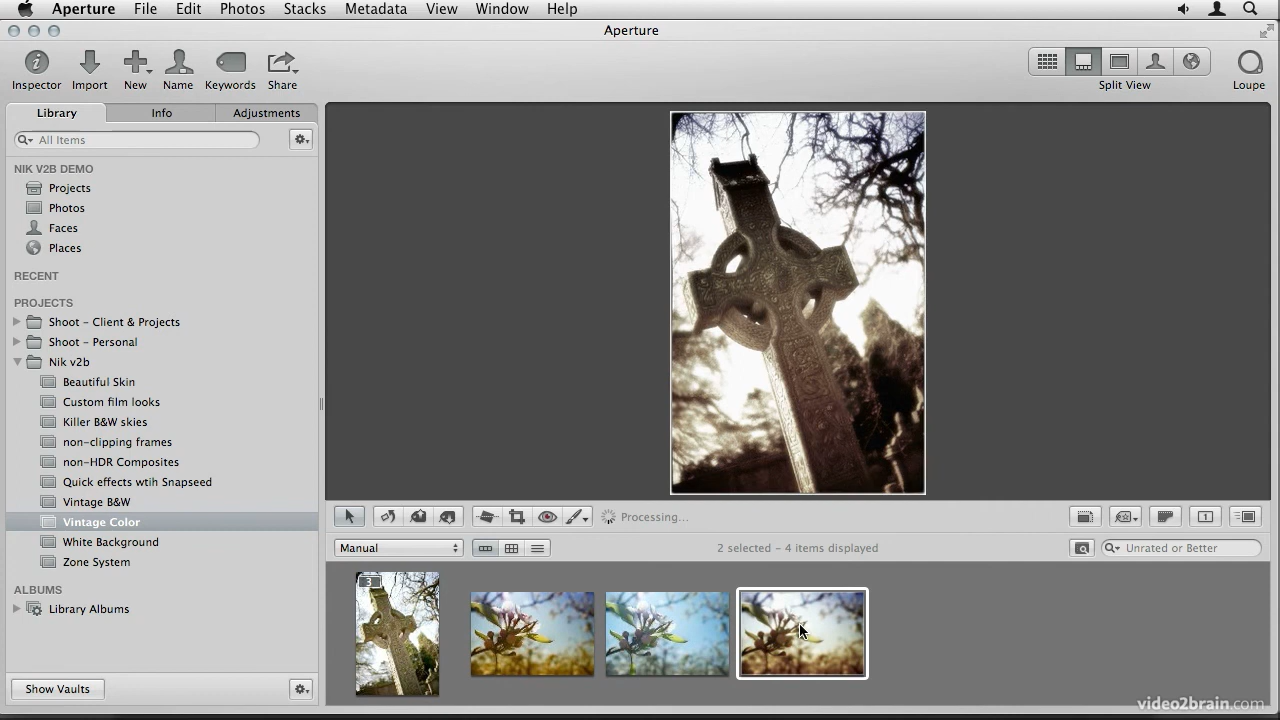 Aperture File Edit Photos Stacks Metadata View Window Help
Aperture
Inspector Import New Name Keywords Share Split View Loupe
Library Info Adjustments
All Items
NIK V2B DEMO
Projects
Photos
Faces
Places
RECENT
PROJECTS
Shoot - Client & Projects
Shoot - Personal
Nik v2b
Beautiful Skin
Custom film looks
Killer B&W skies
non-clipping frames
non-HDR Composites
Quick effects wtih Snapseed
Vintage B&W
Vintage Color
White Background
Zone System
ALBUMS
Library Albums
Show Vaults
Processing...
1
Manual 2 selected - 4 items displayed Unrated or Better
3
video2brain.com